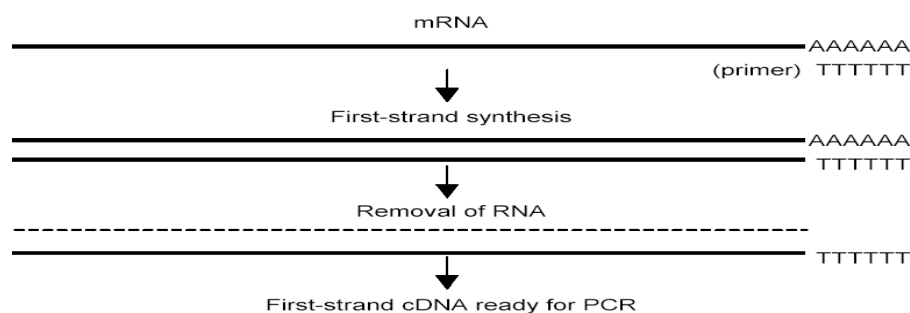 mRNA
AAAAAA
(primer) TTTTTT
First-strand synthesis
AAAAAA
TTTTTT
Removal of RNA
TTTTTT
First-strand cDNA ready for PCR